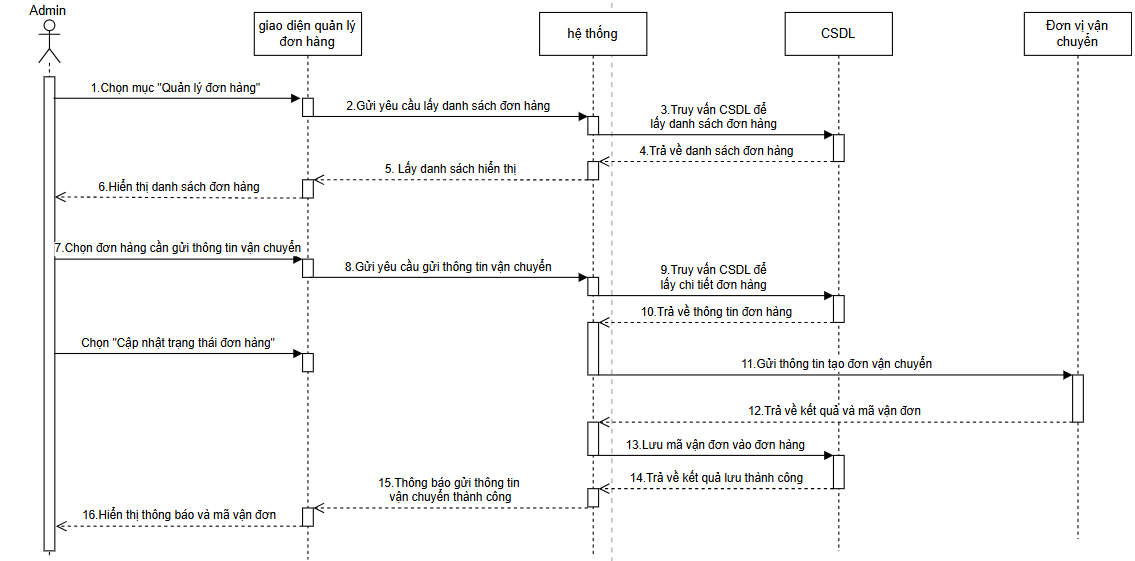 Admin
giao diện quản lý
đơn hàng
hệ thống
CSDL
Đơn vị vận
chuyển
1.Chọn mục "Quản lý đơn hàng"
2.Gửi yêu cầu lấy danh sách đơn hàng
3.Truy vấn CSDL để
lấy danh sách đơn hàng
4.Trả về danh sách đơn hàng
5. Lấy danh sách hiển thị
6.Hiển thị danh sách đơn hàng
7.Chọn đơn hàng cần gửi thông tin vận chuyển
8.Gửi yêu cầu gửi thông tin vận chuyển
9.Truy vấn CSDL để
lấy chi tiết đơn hàng
10.Trả về thông tin đơn hàng
Chọn "Cập nhật trạng thái đơn hàng"
11.Gửi thông tin tạo đơn vận chuyển
12.Trả về kết quả và mã vận đơn
13.Lưu mã vận đơn vào đơn hàng
14.Trả về kết quả lưu thành công
15.Thông báo gửi thông tin
vận chuyển thành công
16.Hiển thị thông báo và mã vận đơn